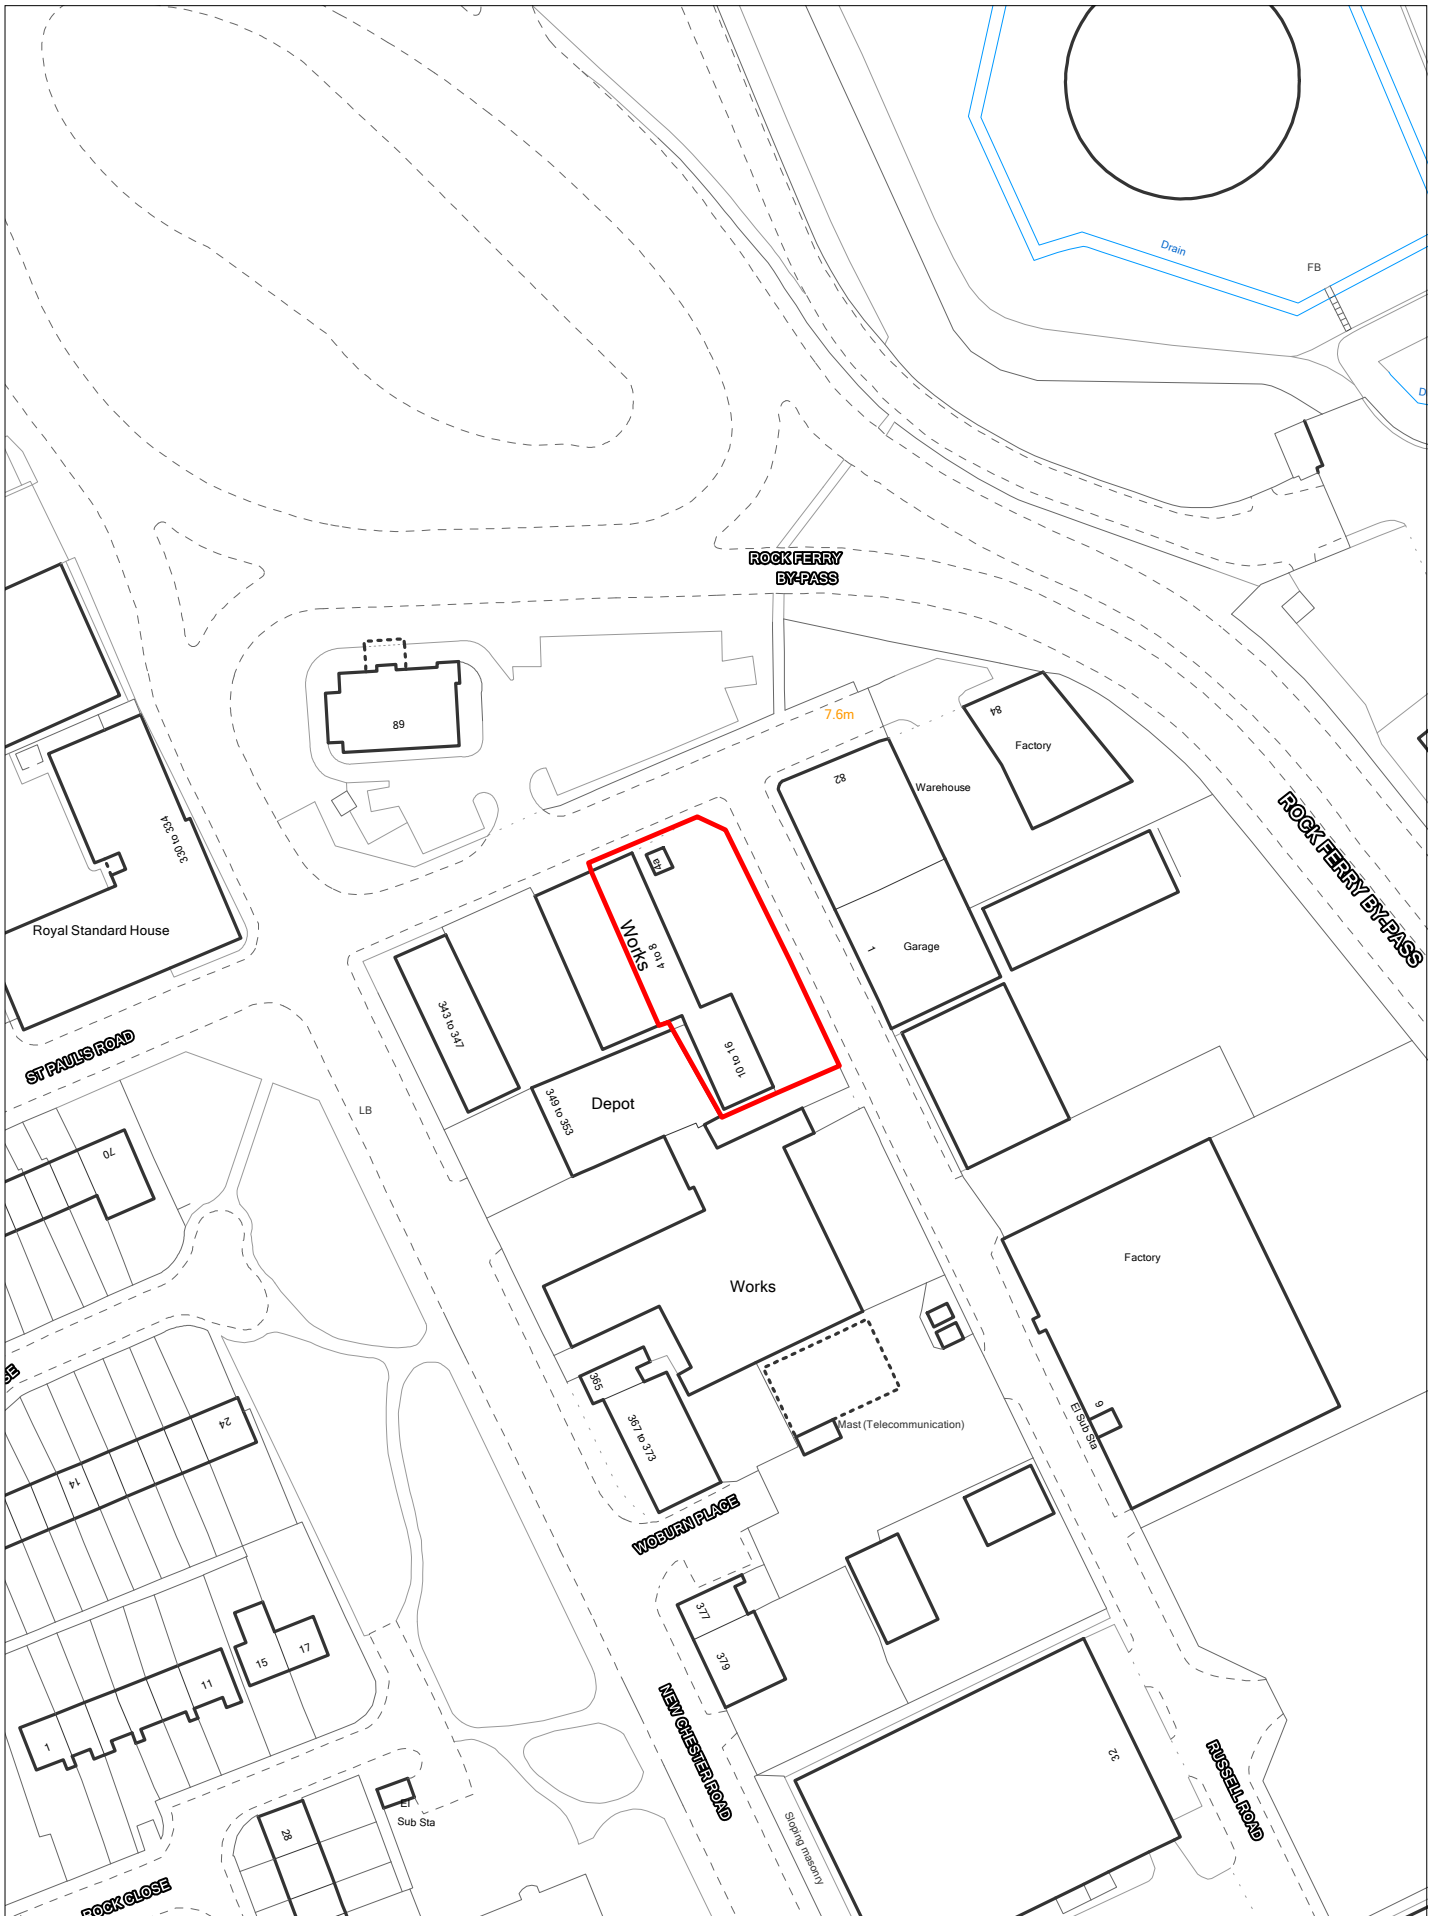 Drain
FB
D
ROCK FERRY
BY-PASS
89
7.6m
84
Factory
82
Warehouse
ROCK FERRY BY-PASS
330 to 334
4a
Royal Standard House
Works
4 to 8
1
Garage
343 to 347
10 to 16
ST PAUL'S ROAD
LB
349 to 353
Depot
70
Factory
Works
SE
365
24
367 to 373
Mast (Telecommunication)
9
El Sub Sta
14
WOBURN PLACE
377
379
15
17
11
1
NEW CHESTER ROAD
32
RUSSELL ROAD
El
Sub Sta
28
Sloping masonry
ROCK CLOSE